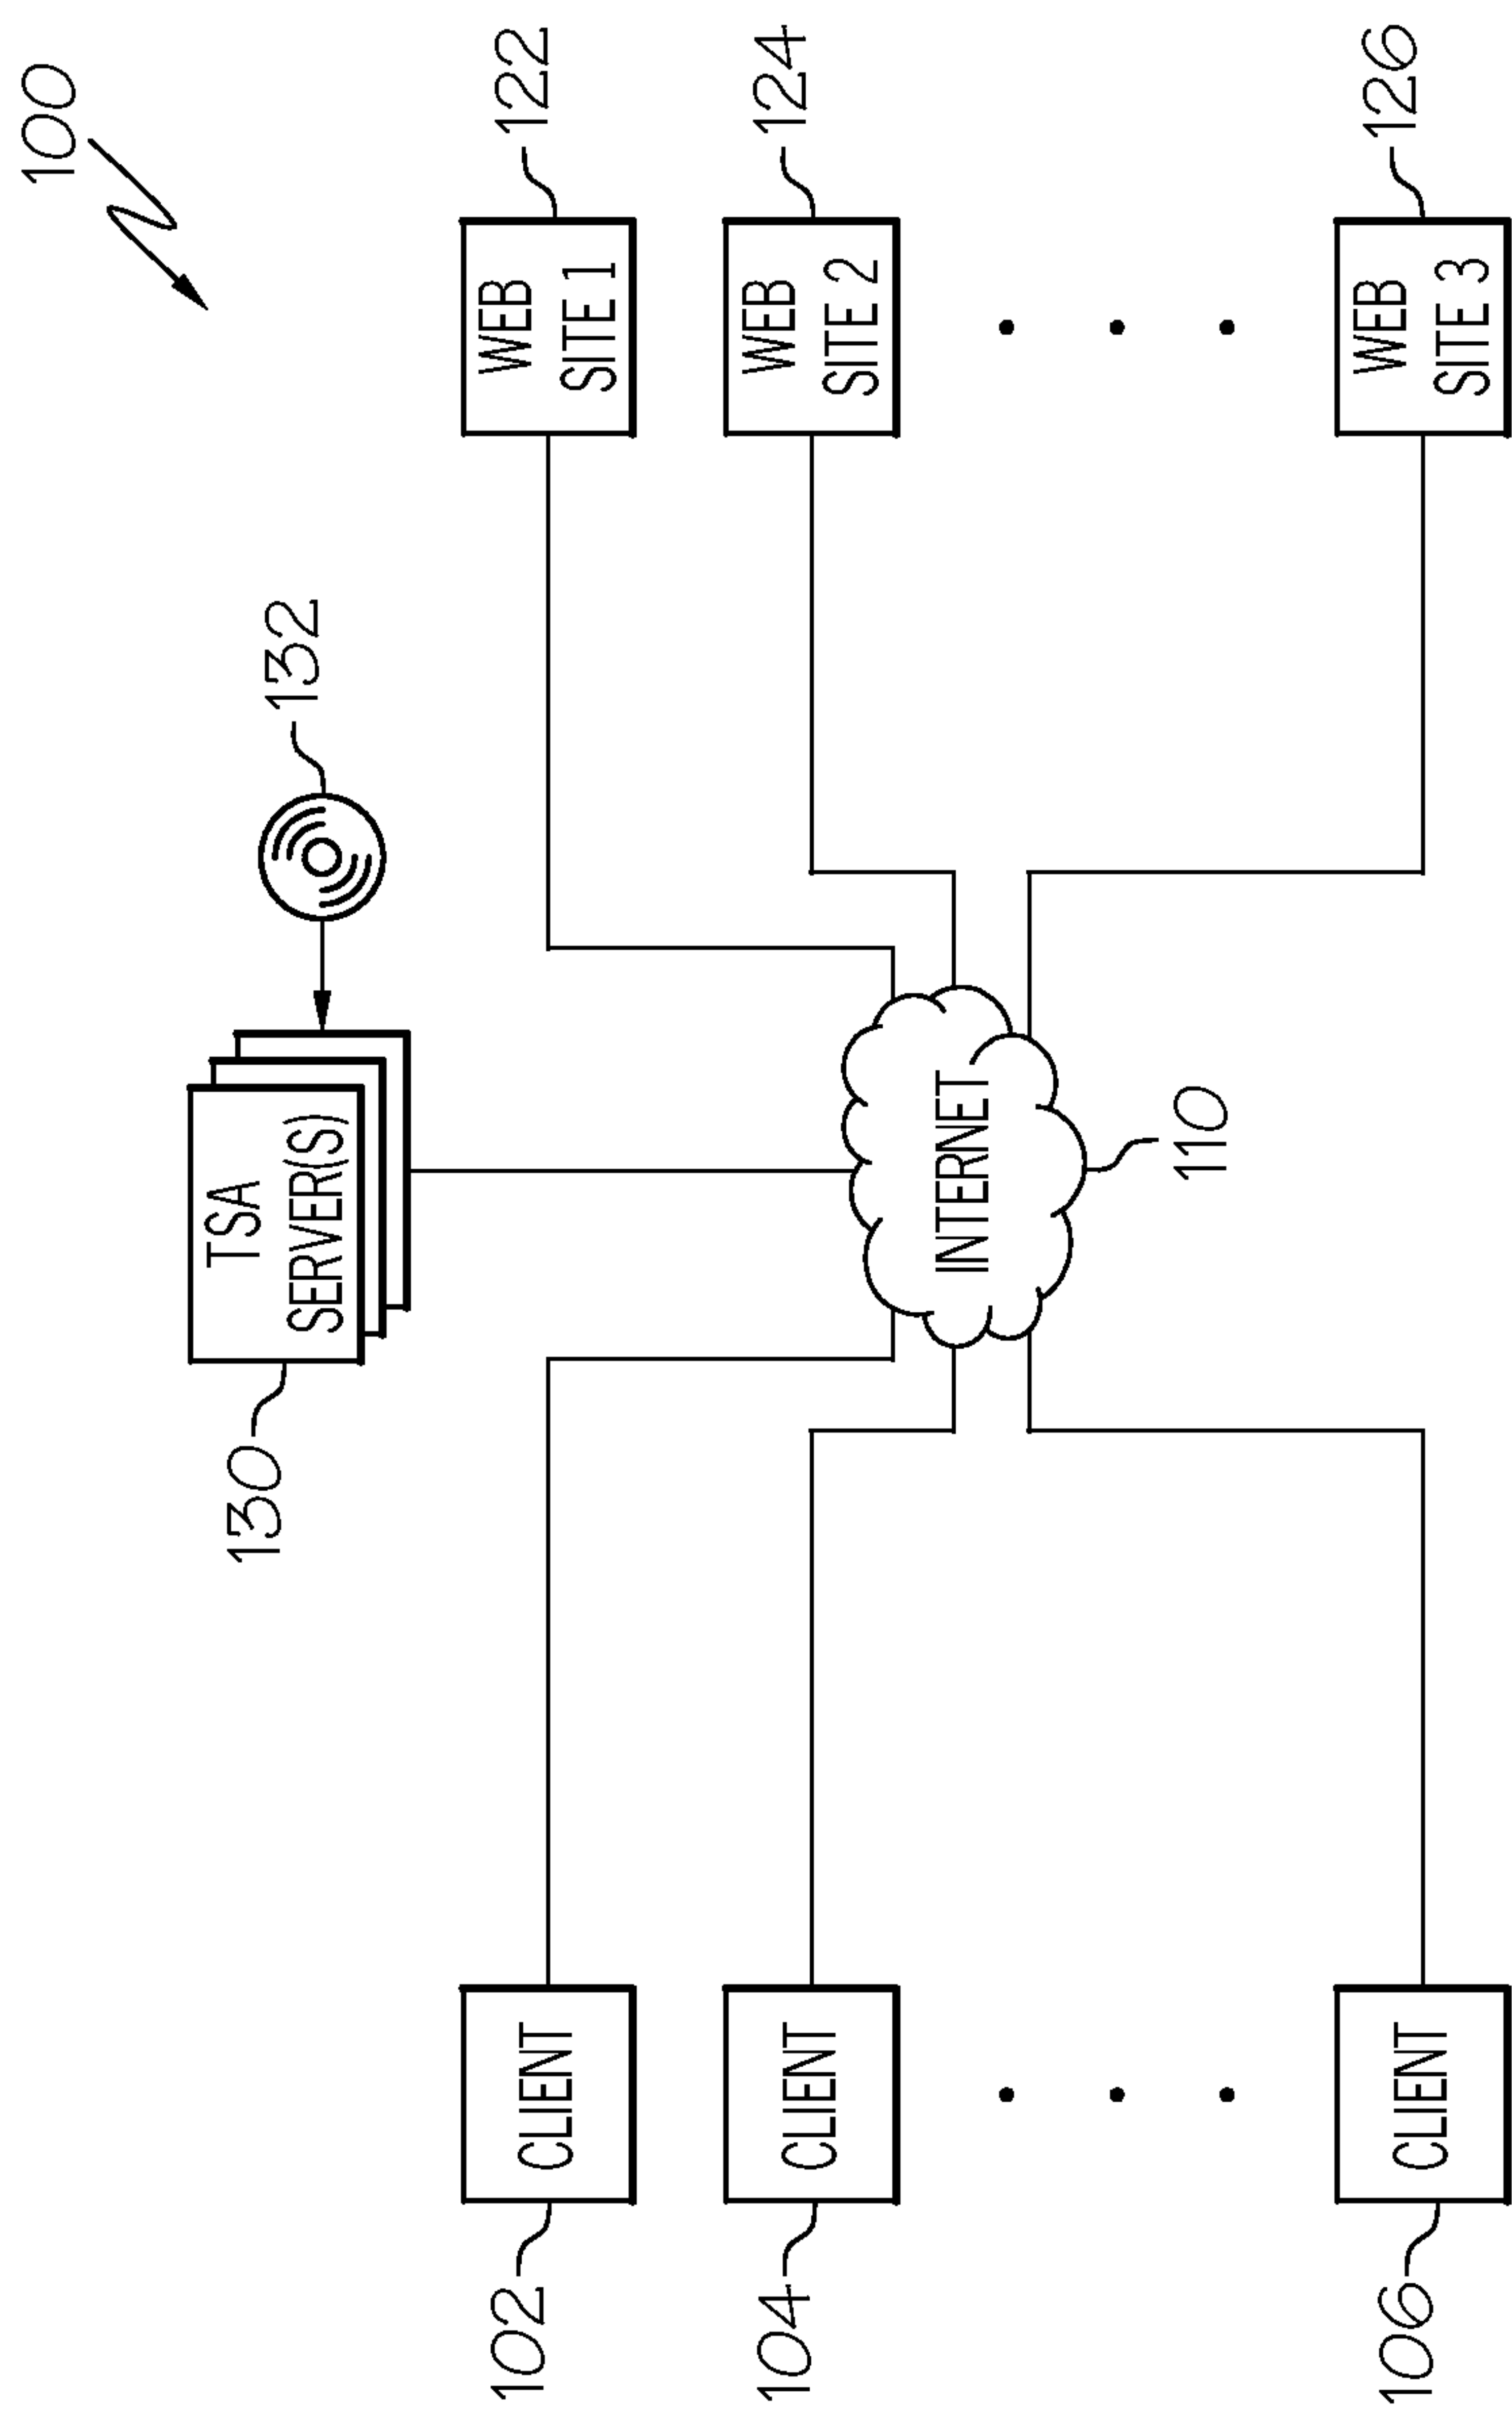 100
130
TSA
SERVER(S)
132
102
CLIENT
WEB
SITE 1
122
104
CLIENT
WEB
SITE 2
124
INTERNET
110
106
CLIENT
WEB
SITE 3
126